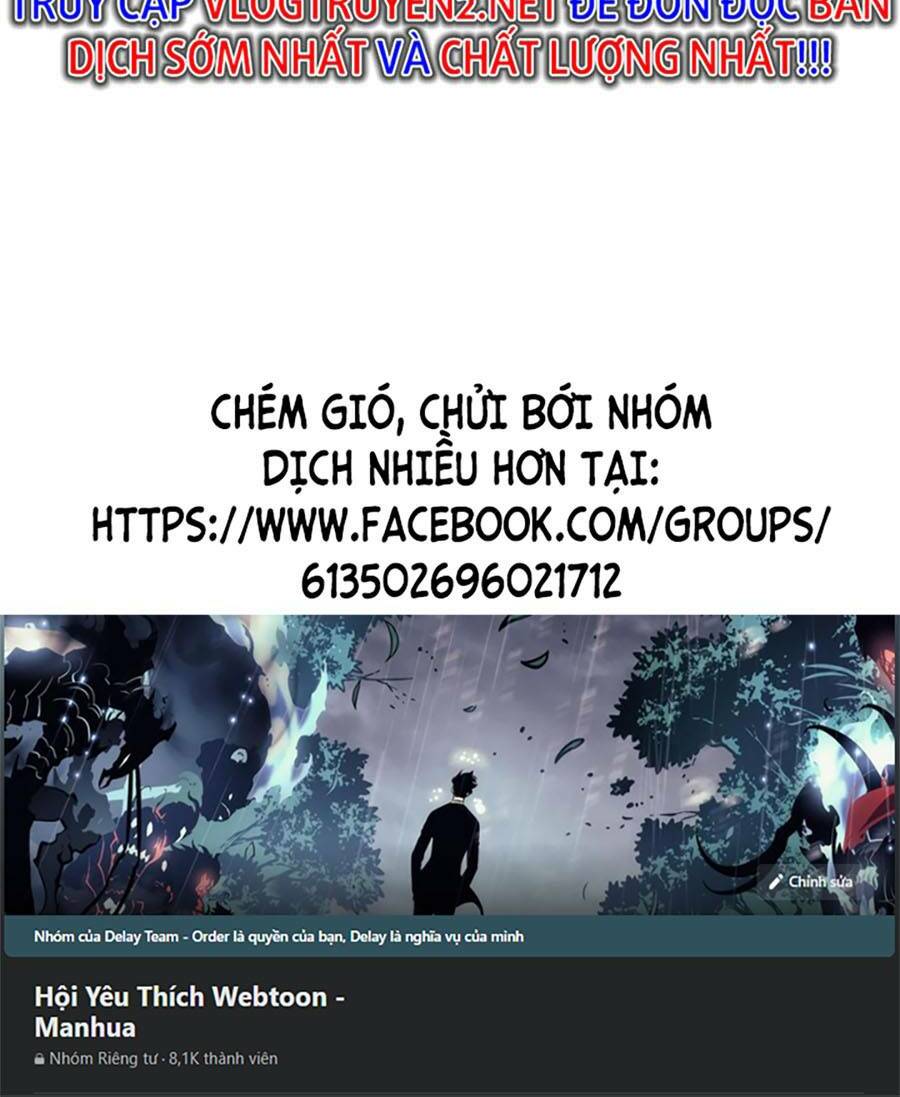 TRUY CẬP VLOGTRUYEN2.NET ĐỂ ĐÓN ĐỌC BẢN
DỊCH SỚM NHẤT VÀ CHẤT LƯỢNG NHẤT!!!
CHÉM GIÓ, CHỬI BỚI NHÓM
DỊCH NHIỀU HƠN TẠI:
HTTPS://WWW.FACEBOOK.COM/GROUPS/
613502696021712
Chỉnh sửa
Nhóm của Delay Team - Order là quyền của bạn, Delay là nghĩa vụ của mình
Hội Yêu Thích Webtoon -
Manhua
Nhóm Riêng tư · 8,1K thành viên